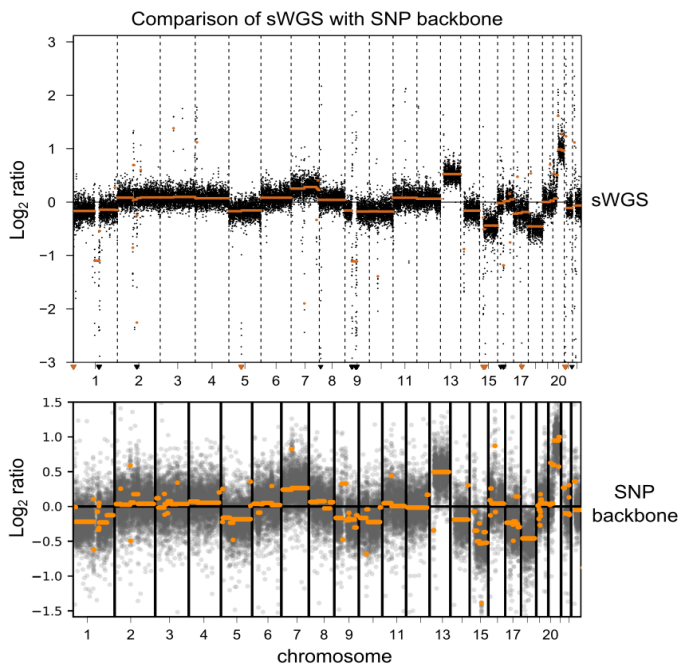 Comparison of sWGS with SNP backbone
3
2
1
0
−1
−2
−3
Log2 ratio
sWGS
1 2 3 4 5 6 7 8 9 11 13 15 17 20
1.5
1.0
0.5
0.0
−0.5
−1.0
−1.5
Log2 ratio
SNP
backbone
1 2 3 4 5 6 7 8 9 11 13 15 17 20
chromosome